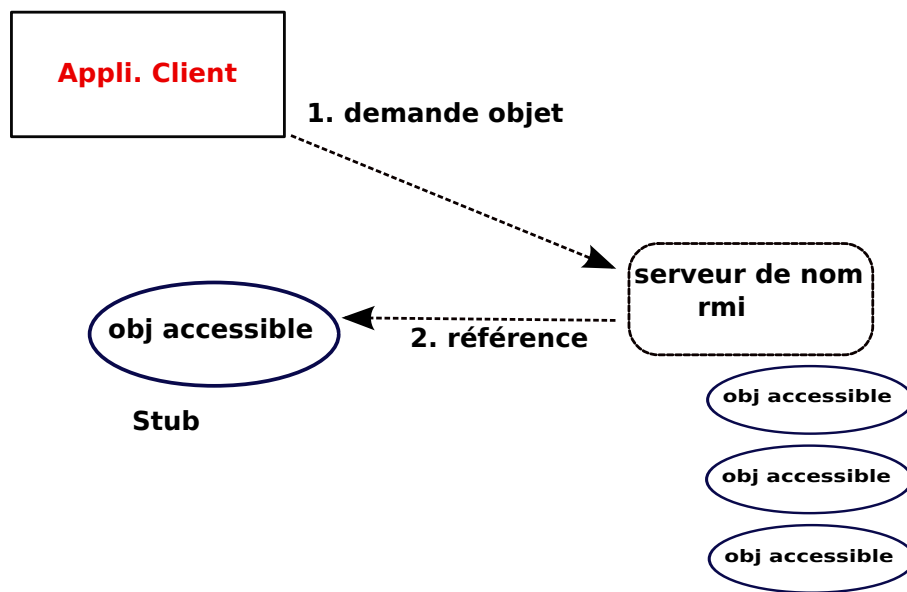 Appli. Client
1. demande objet
serveur de nom
rmi
obj accessible
2. référence
Stub
obj accessible
obj accessible
obj accessible